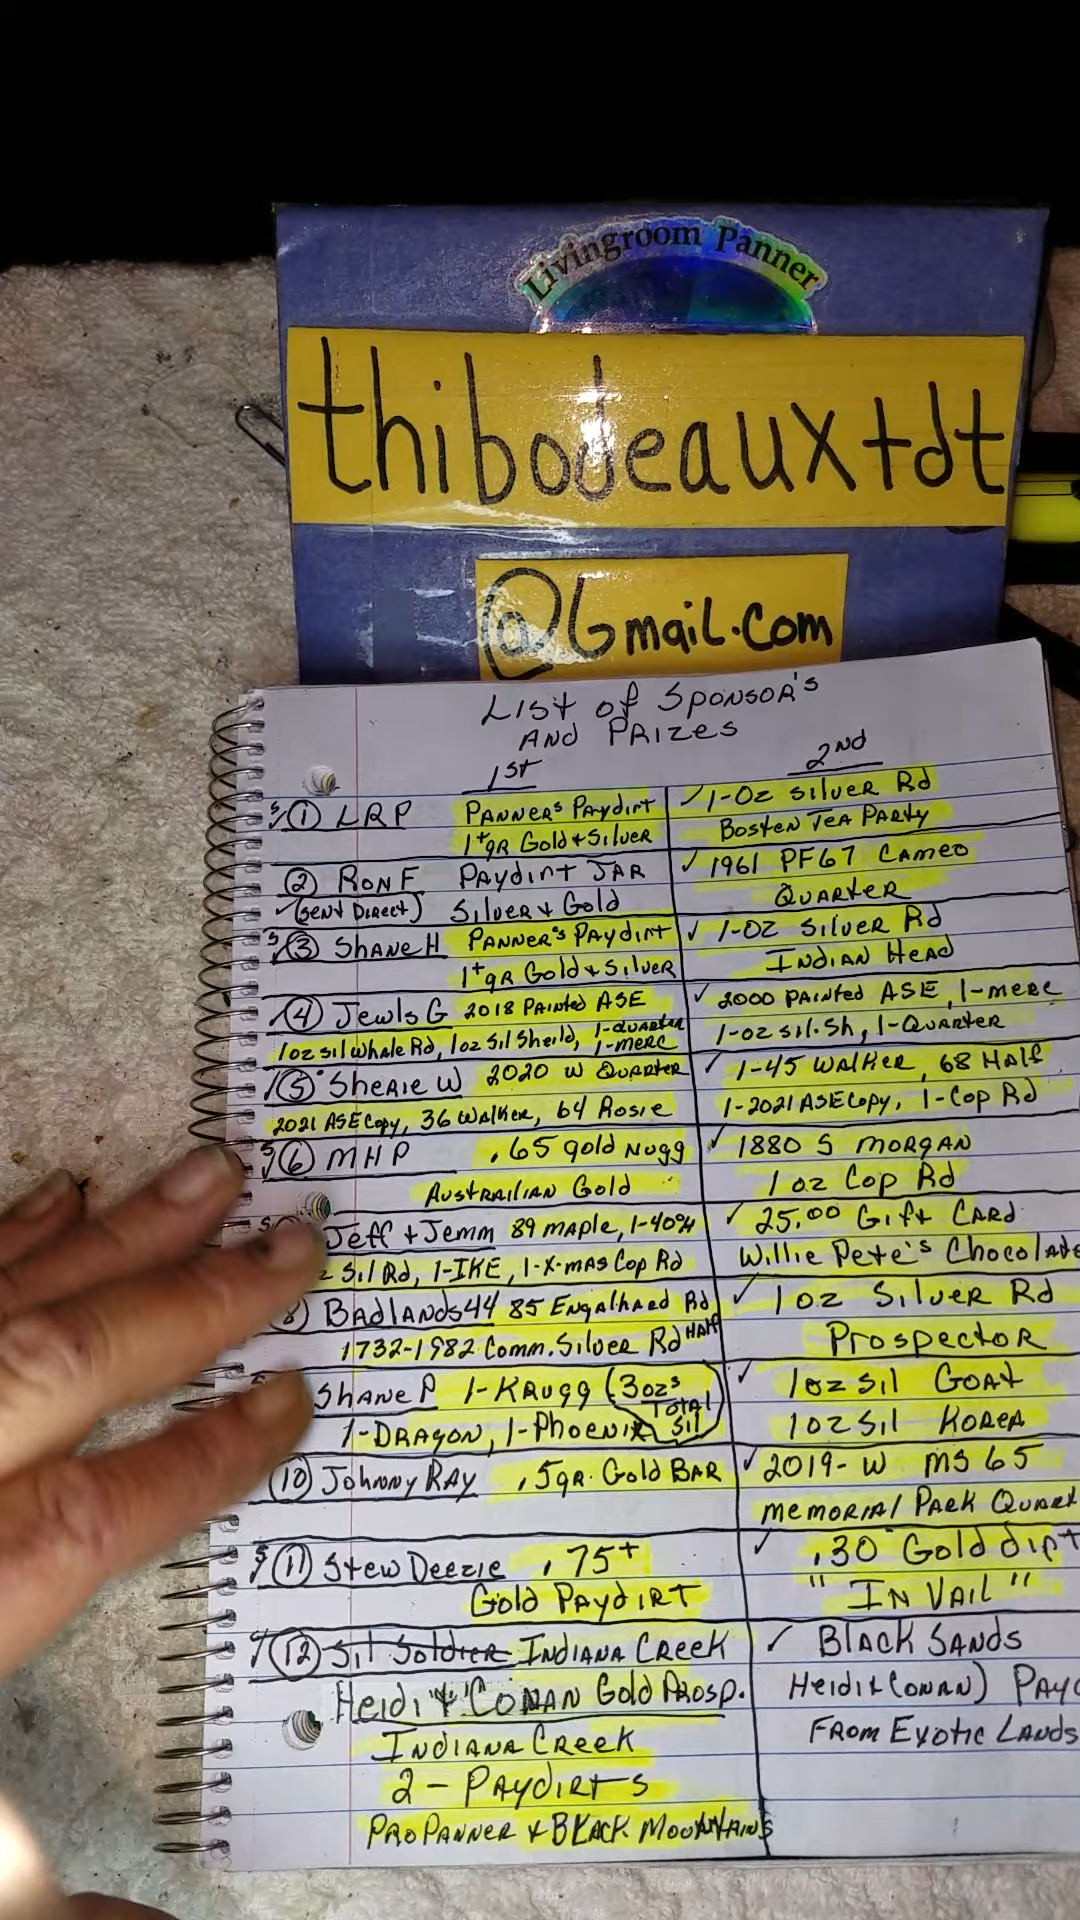 Livingroom Panner
thibodeauxtdt
@Gmail.com
List of Sponsor's
AND PRIZES
1ST 2ND
① LRP PANNERS PAYdirt ✓ 1-Oz Silver Rd
1+gR Gold + Silver BOSTEN TEA PARTY
② RON F PAYdirt JAR ✓ 1961 PF67 CAMEO
✓ (SENT DIRECT) Silver + Gold QUARTER
③ SHANE H PANNER'S PAYdirt ✓ 1-OZ Silver Rd
1+gR Gold & Silver INDIAN HEAD
④ Jewls G 2018 PAINTED ASE ✓ 2000 PAINTED ASE, 1-MERC
1oz sil Whale Rd, 1oz Sil Sheild, 1-QUARTER 1-MERC 1-oz sil.Sh, 1-Quarter
⑤ SheRie W 2020 W QUARTER ✓ 1-45 WALKER, 68 HAlf
2021 ASE Copy, 36 Walker, 64 Rosie 1-2021 ASE Copy, 1-Cop Rd
⑥ MHP .65 gold Nugg ✓ 1880 S MORGAN
AUSTRAILIAN Gold 1 oz Cop Rd
Jeff + Jemm 89 MAPLE, 1-40% ✓ 25.00 Gift CARD
Sil Rd, 1-IKE, 1-X-MAS Cop Rd Willie Pete's Chocolate
8) BADLANDS44 85 Engalhard Rd ✓ 1 oz Silver Rd
1732-1982 Comm. Silver Rd HAlf Prospector
SHANE P 1-KRUgg (3ozs Total Sil) ✓ 1oz Sil GOAT
1-DRAGON, 1-Phoenix 1oz Sil KOREA
⑩ JOHNNY RAY .5gR. Gold BAR ✓ 2019-W MS 65
MEMORIAL PARK QUART
⑪ Stew Deezie .75+ ✓ .30 Gold dirt
Gold PAYDIRT "IN VAIL"
⑫ Sil Soldier INDIANA CREEK ✓ BlACK SANDS
Heidi + CONAN Gold PROSP. Heidi & CONAN) PAYD
INDIANA CREEK FROM EXOTIC LANDS
2 - PAYDIRTS
PROPANNER + BLACK MOUNTAINS